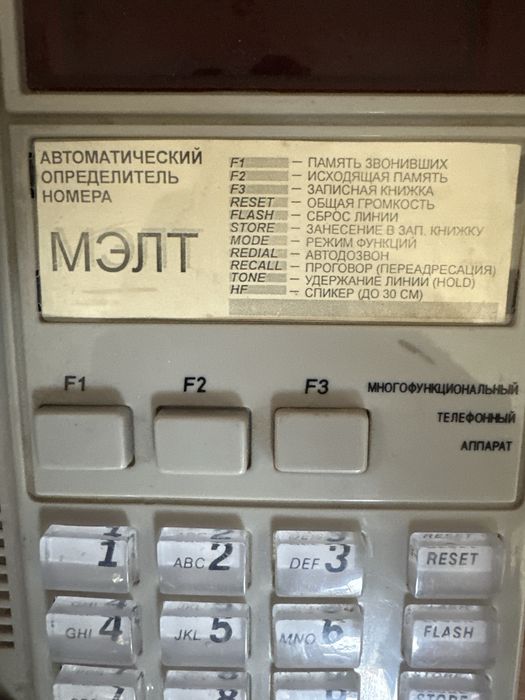 АВТОМАТИЧЕСКИЙ
ОПРЕДЕЛИТЕЛЬ
НОМЕРА
МЭЛТ
F1 – ПАМЯТЬ ЗВОНИВШИХ
F2 – ИСХОДЯЩАЯ ПАМЯТЬ
F3 – ЗАПИСНАЯ КНИЖКА
RESET – ОБЩАЯ ГРОМКОСТЬ
FLASH – СБРОС ЛИНИИ
STORE – ЗАНЕСЕНИЕ В ЗАП. КНИЖКУ
MODE – РЕЖИМ ФУНКЦИЙ
REDIAL – АВТОДОЗВОН
RECALL – ПРОГОВОР (ПЕРЕАДРЕСАЦИЯ)
TONE – УДЕРЖАНИЕ ЛИНИИ (HOLD)
HF – СПИКЕР (ДО 30 СМ)
F1 F2 F3
МНОГОФУНКЦИОНАЛЬНЫЙ
ТЕЛЕФОННЫЙ
АППАРАТ
1 ABC 2 DEF 3 RESET
GHI 4 JKL 5 MNO 6 FLASH
7 8 STORE